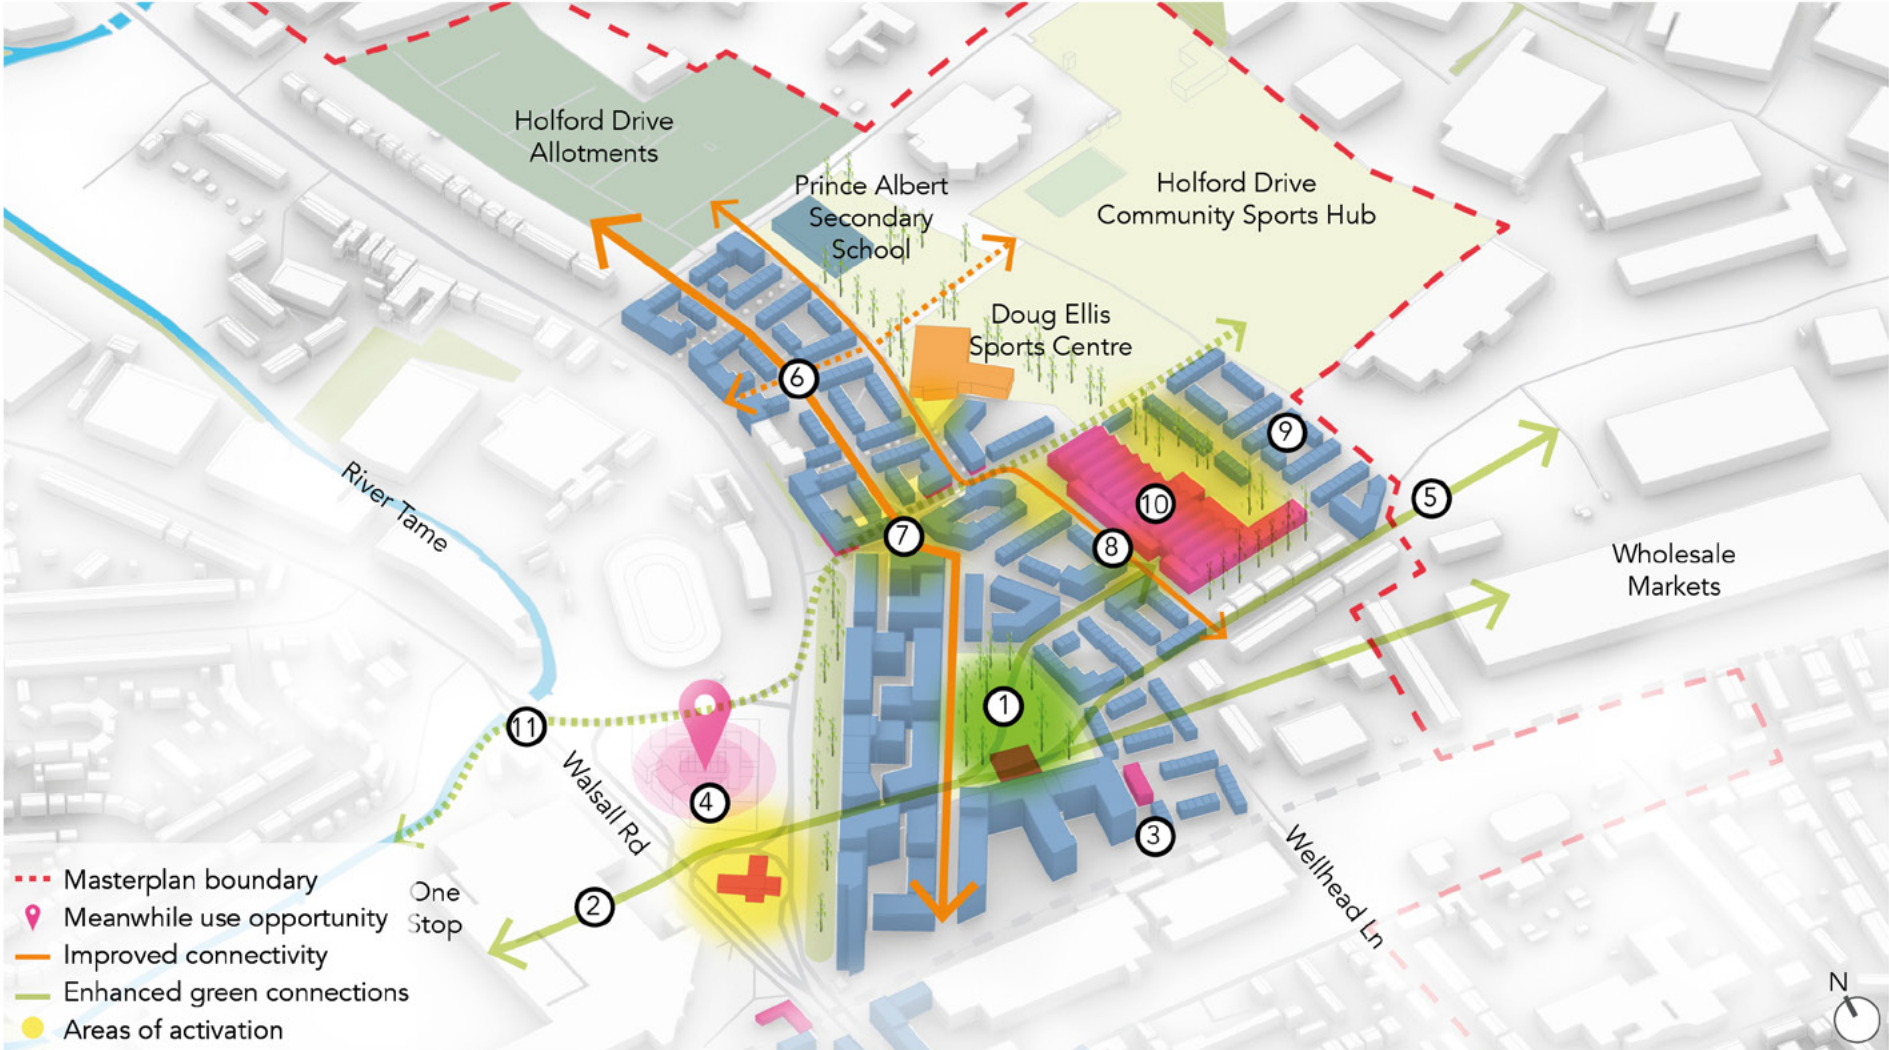 Holford Drive
Allotments
Prince Albert
Secondary
School
Holford Drive
Community Sports Hub
Doug Ellis
Sports Centre
6
9
5
10
River Tame
7
8
Wholesale
Markets
1
11
Walsall Rd
4
3
Wellhead Ln
2
One
Stop
Masterplan boundary
Meanwhile use opportunity
Improved connectivity
Enhanced green connections
Areas of activation
N